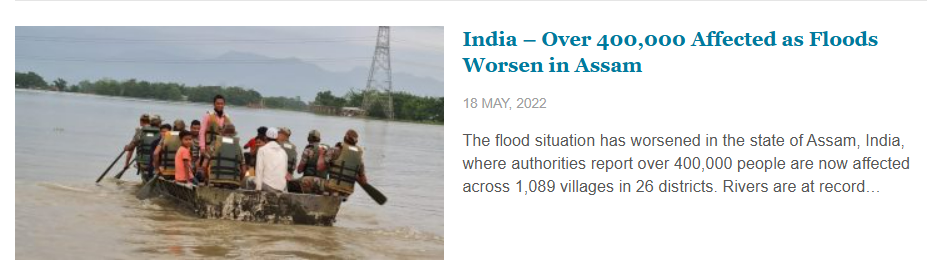 India – Over 400,000 Affected as Floods
Worsen in Assam
18 MAY, 2022
The flood situation has worsened in the state of Assam, India,
where authorities report over 400,000 people are now affected
across 1,089 villages in 26 districts. Rivers are at record…